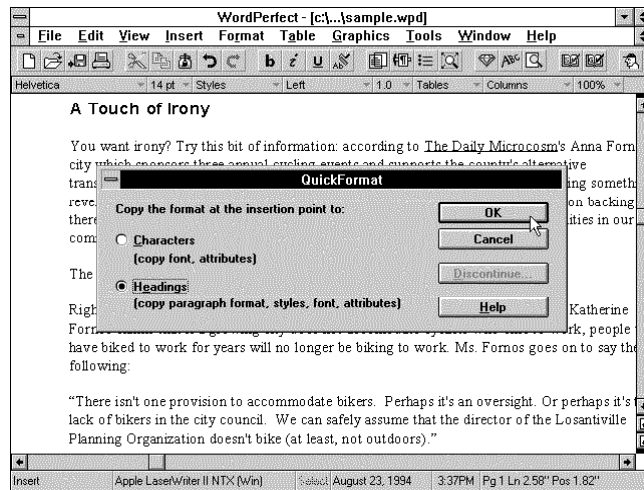 WordPerfect - [c:\...\sample.wpd]
File Edit View Insert Format Table Graphics Tools Window Help
b i u ABC
Helvetica 14 pt Styles Left 1.0 Tables Columns 100%
A Touch of Irony
You want irony? Try this bit of information: according to The Daily Microcosm's Anna Forn
city which sponsors three annual cycling events and supports the county's alternative
QuickFormat
Copy the format at the insertion point to:
Characters
(copy font, attributes)
Headings
(copy paragraph format, styles, font, attributes)
OK
Cancel
Discontinue...
Help
trans ing someth
reve on backing
there ities in our
com
The
Righ Katherine
rk, people
have biked to work for years will no longer be biking to work. Ms. Fornos goes on to say the
following:
“There isn't one provision to accommodate bikers. Perhaps it's an oversight. Or perhaps it's
lack of bikers in the city council. We can safely assume that the director of the Losantiville
Planning Organization doesn't bike (at least, not outdoors).”
Insert Apple LaserWriter II NTX (Win) Select August 23, 1994 3:37PM Pg 1 Ln 2.58" Pos 1.82"